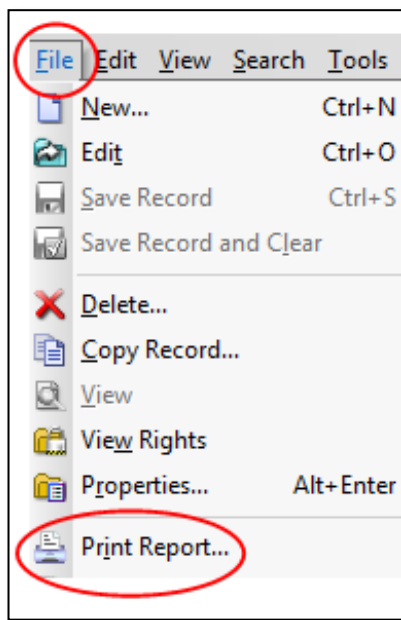 File Edit View Search Tools
New... Ctrl+N
Edit Ctrl+O
Save Record Ctrl+S
Save Record and Clear
Delete...
Copy Record...
View
View Rights
Properties... Alt+Enter
Print Report...